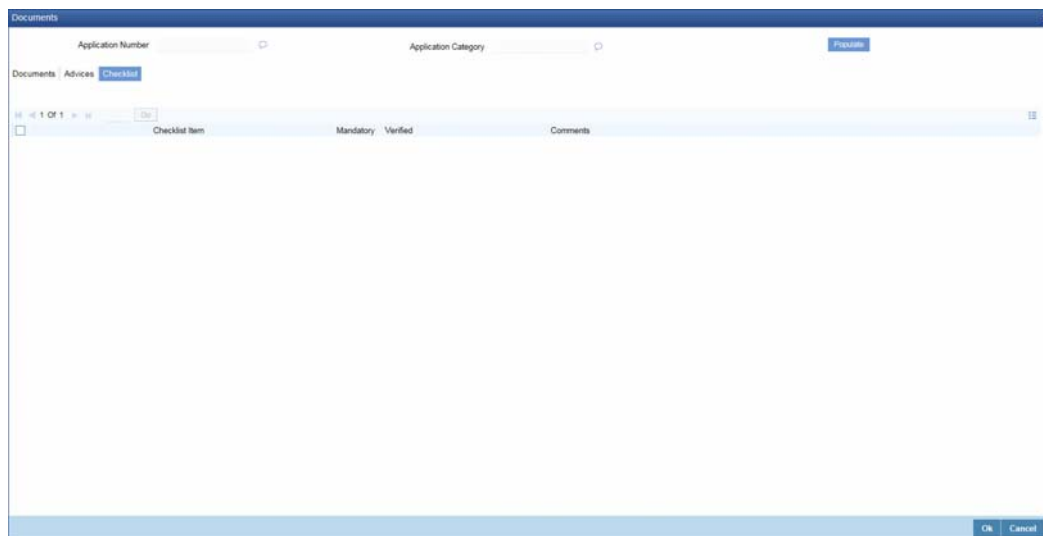 Documents
Application Number Application Category Populate
Documents Advices Checklist
1 Of 1 Go
Checklist Item Mandatory Verified Comments
Ok Cancel